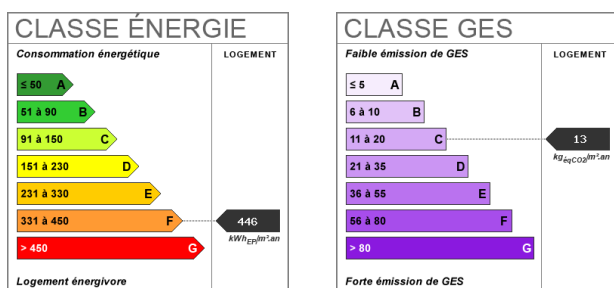 CLASSE ÉNERGIE
Consommation énergétique
LOGEMENT
≤ 50 A
51 à 90 B
91 à 150 C
151 à 230 D
231 à 330 E
331 à 450 F
446
kWhEP/m².an
> 450 G
Logement énergivore
CLASSE GES
Faible émission de GES
LOGEMENT
≤ 5 A
6 à 10 B
11 à 20 C
13
kgéqCO2/m².an
21 à 35 D
36 à 55 E
56 à 80 F
> 80 G
Forte émission de GES